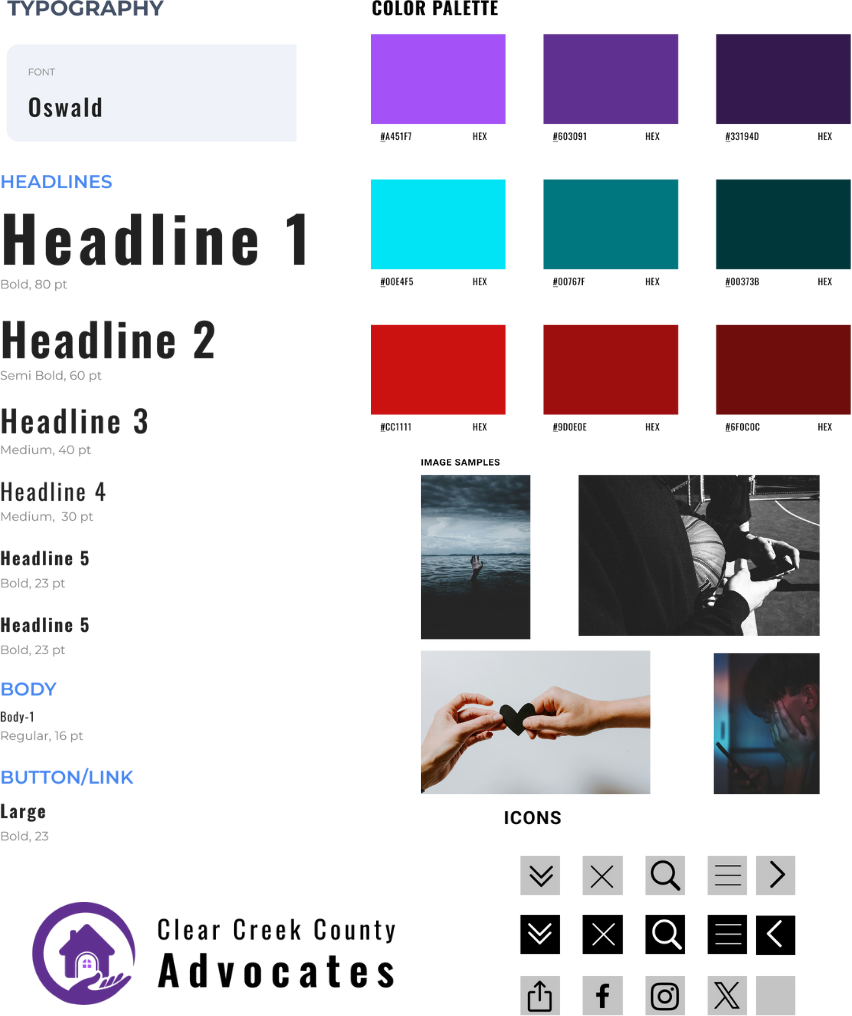 TYPOGRAPHY
FONT
Oswald
HEADLINES
Headline 1
Bold, 80 pt
Headline 2
Semi Bold, 60 pt
Headline 3
Medium, 40 pt
Headline 4
Medium, 30 pt
Headline 5
Bold, 23 pt
Headline 5
Bold, 23 pt
BODY
Body-1
Regular, 16 pt
BUTTON/LINK
Large
Bold, 23
Clear Creek County
Advocates
COLOR PALETTE
#A451F7 HEX
#603091 HEX
#33194D HEX
#00E4F5 HEX
#00767F HEX
#00373B HEX
#CC1111 HEX
#9D0E0E HEX
#6F0C0C HEX
IMAGE SAMPLES
ICONS